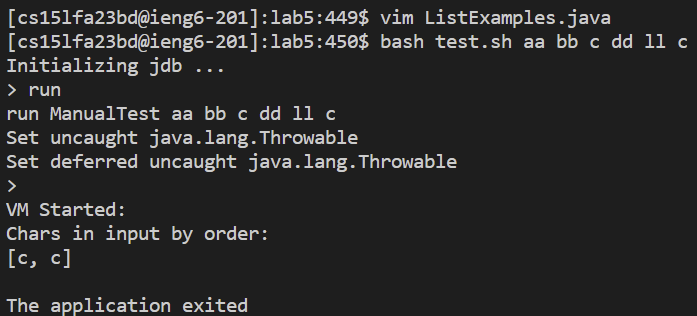 [cs15lfa23bd@ieng6-201]:lab5:449$ vim ListExamples.java
[cs15lfa23bd@ieng6-201]:lab5:450$ bash test.sh aa bb c dd ll c
Initializing jdb ...
> run
run ManualTest aa bb c dd ll c
Set uncaught java.lang.Throwable
Set deferred uncaught java.lang.Throwable
>
VM Started:
Chars in input by order:
[c, c]
The application exited